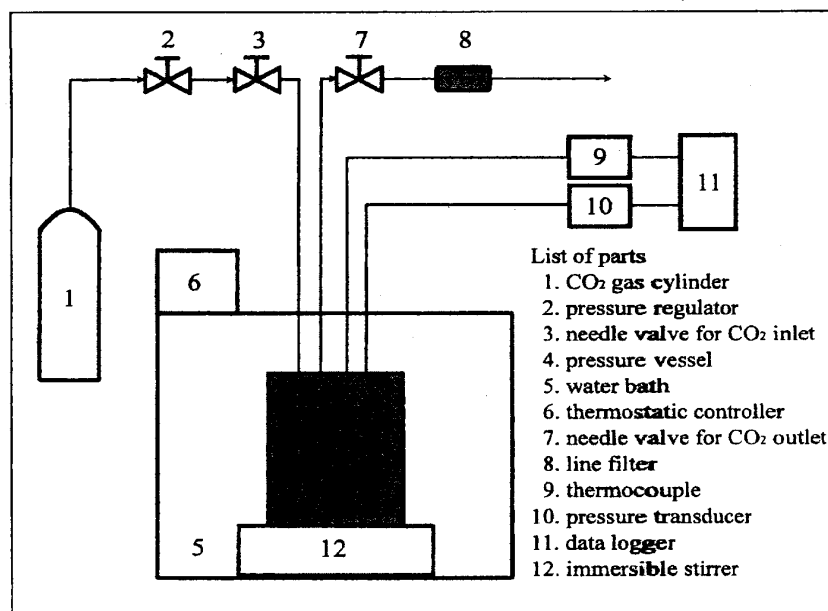 2 3 7 8
9
11
10
1
6
List of parts
1. CO₂ gas cylinder
2. pressure regulator
3. needle valve for CO₂ inlet
4. pressure vessel
5. water bath
6. thermostatic controller
7. needle valve for CO₂ outlet
8. line filter
9. thermocouple
10. pressure transducer
11. data logger
12. immersible stirrer
5 12